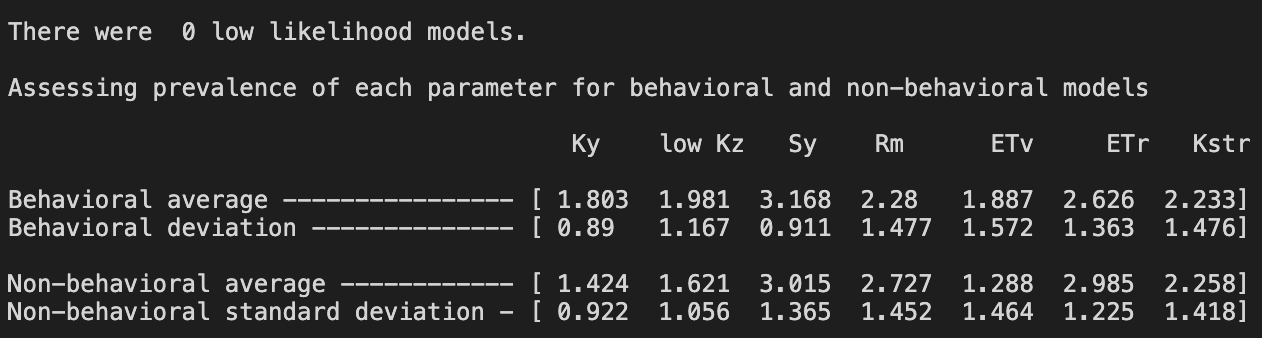 There were  0 low likelihood models.
Assessing prevalence of each parameter for behavioral and non-behavioral models
Ky    low Kz   Sy    Rm      ETv     ETr   Kstr
Behavioral average ---------------- [ 1.803  1.981  3.168  2.28   1.887  2.626  2.233]
Behavioral deviation -------------- [ 0.89   1.167  0.911  1.477  1.572  1.363  1.476]
Non-behavioral average ------------ [ 1.424  1.621  3.015  2.727  1.288  2.985  2.258]
Non-behavioral standard deviation - [ 0.922  1.056  1.365  1.452  1.464  1.225  1.418]